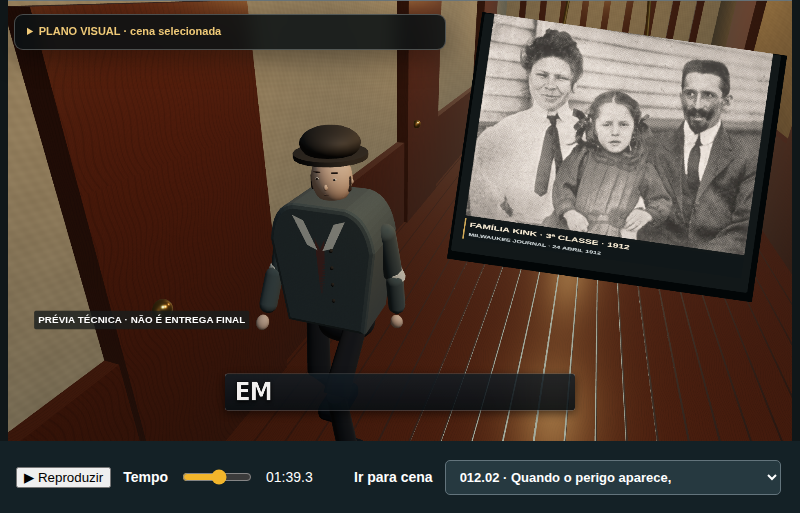 ▶ PLANO VISUAL · cena selecionada
FAMÍLIA KINK · 3ª CLASSE · 1912
MILWAUKEE JOURNAL · 24 ABRIL 1912
PRÉVIA TÉCNICA · NÃO É ENTREGA FINAL
EM
▶ Reproduzir
Tempo
01:39.3
Ir para cena
012.02 · Quando o perigo aparece,